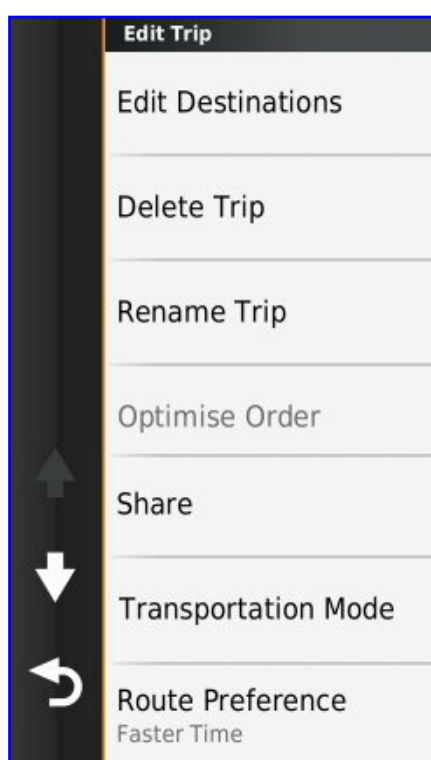 Edit Trip
Edit Destinations
Delete Trip
Rename Trip
Optimise Order
Share
Transportation Mode
Route Preference
Faster Time